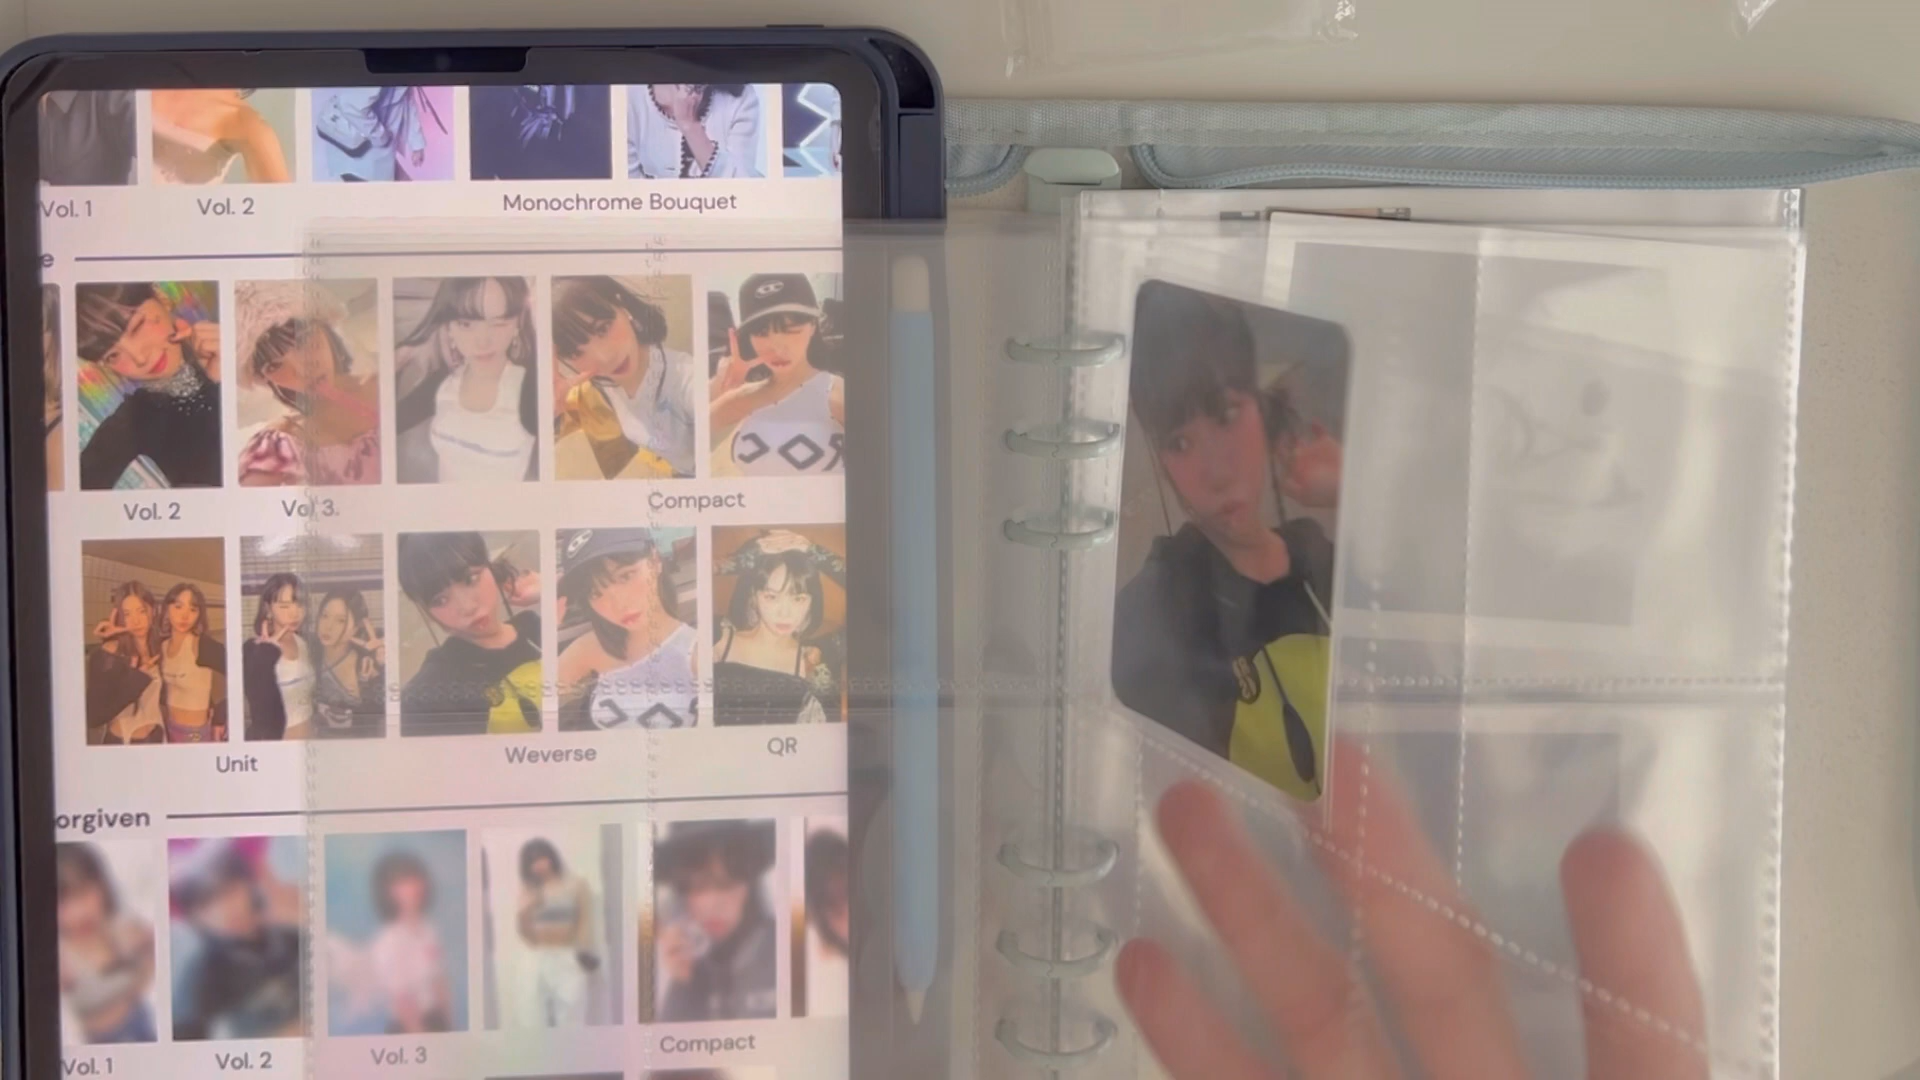 Vol. 1
Vol. 2
Monochrome Bouquet
e
Vol. 2
Vol 3.
Compact
Unit
Weverse
QR
orgiven
Vol. 1
Vol. 2
Vol. 3
Compact